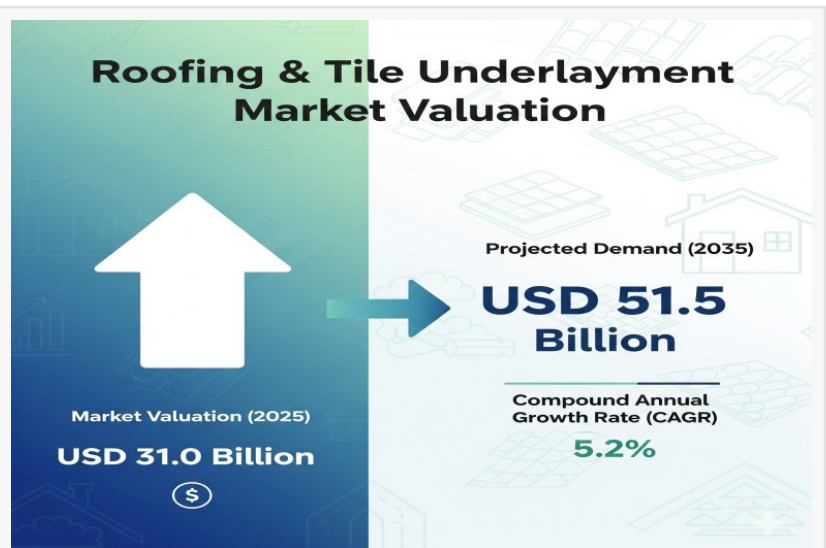 Roofing & Tile Underlayment
Market Valuation
Market Valuation (2025)
USD 31.0 Billion
$
Projected Demand (2035)
USD 51.5
Billion
Compound Annual
Growth Rate (CAGR)
5.2%